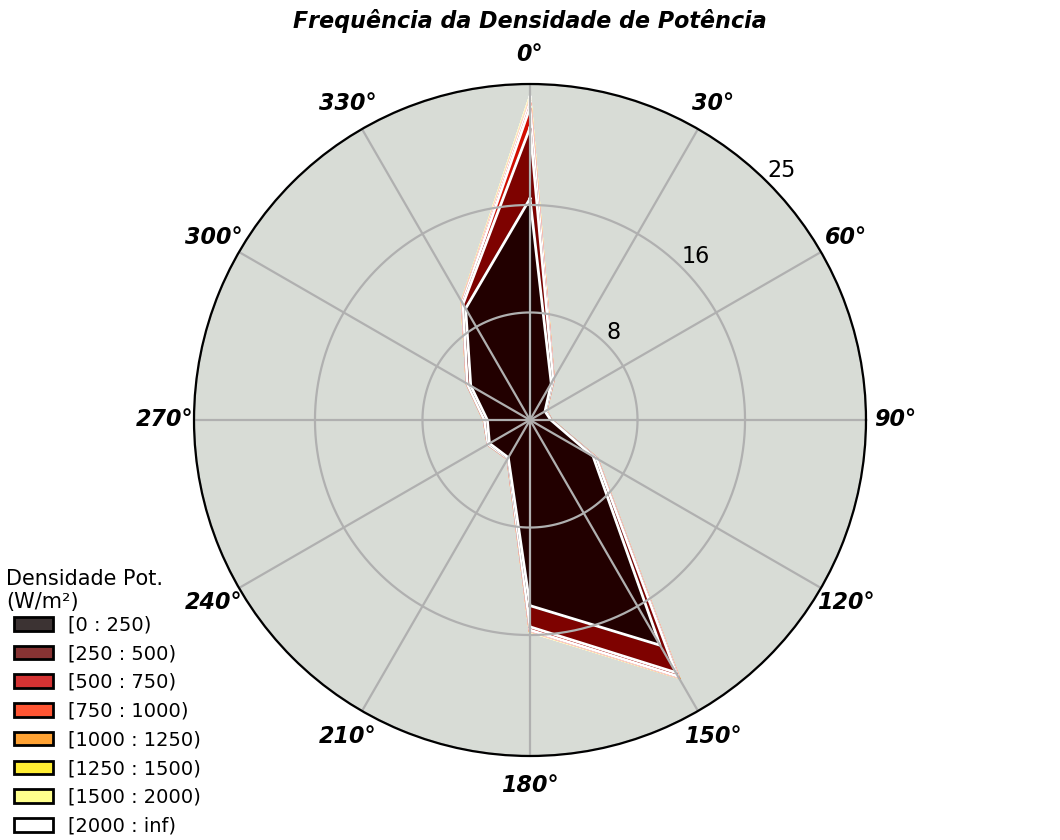 Frequência da Densidade de Potência
0°
30°
60°
90°
120°
150°
180°
210°
240°
270°
300°
330°
8
16
25
Densidade Pot.
(W/m²)
[0 : 250)
[250 : 500)
[500 : 750)
[750 : 1000)
[1000 : 1250)
[1250 : 1500)
[1500 : 2000)
[2000 : inf)